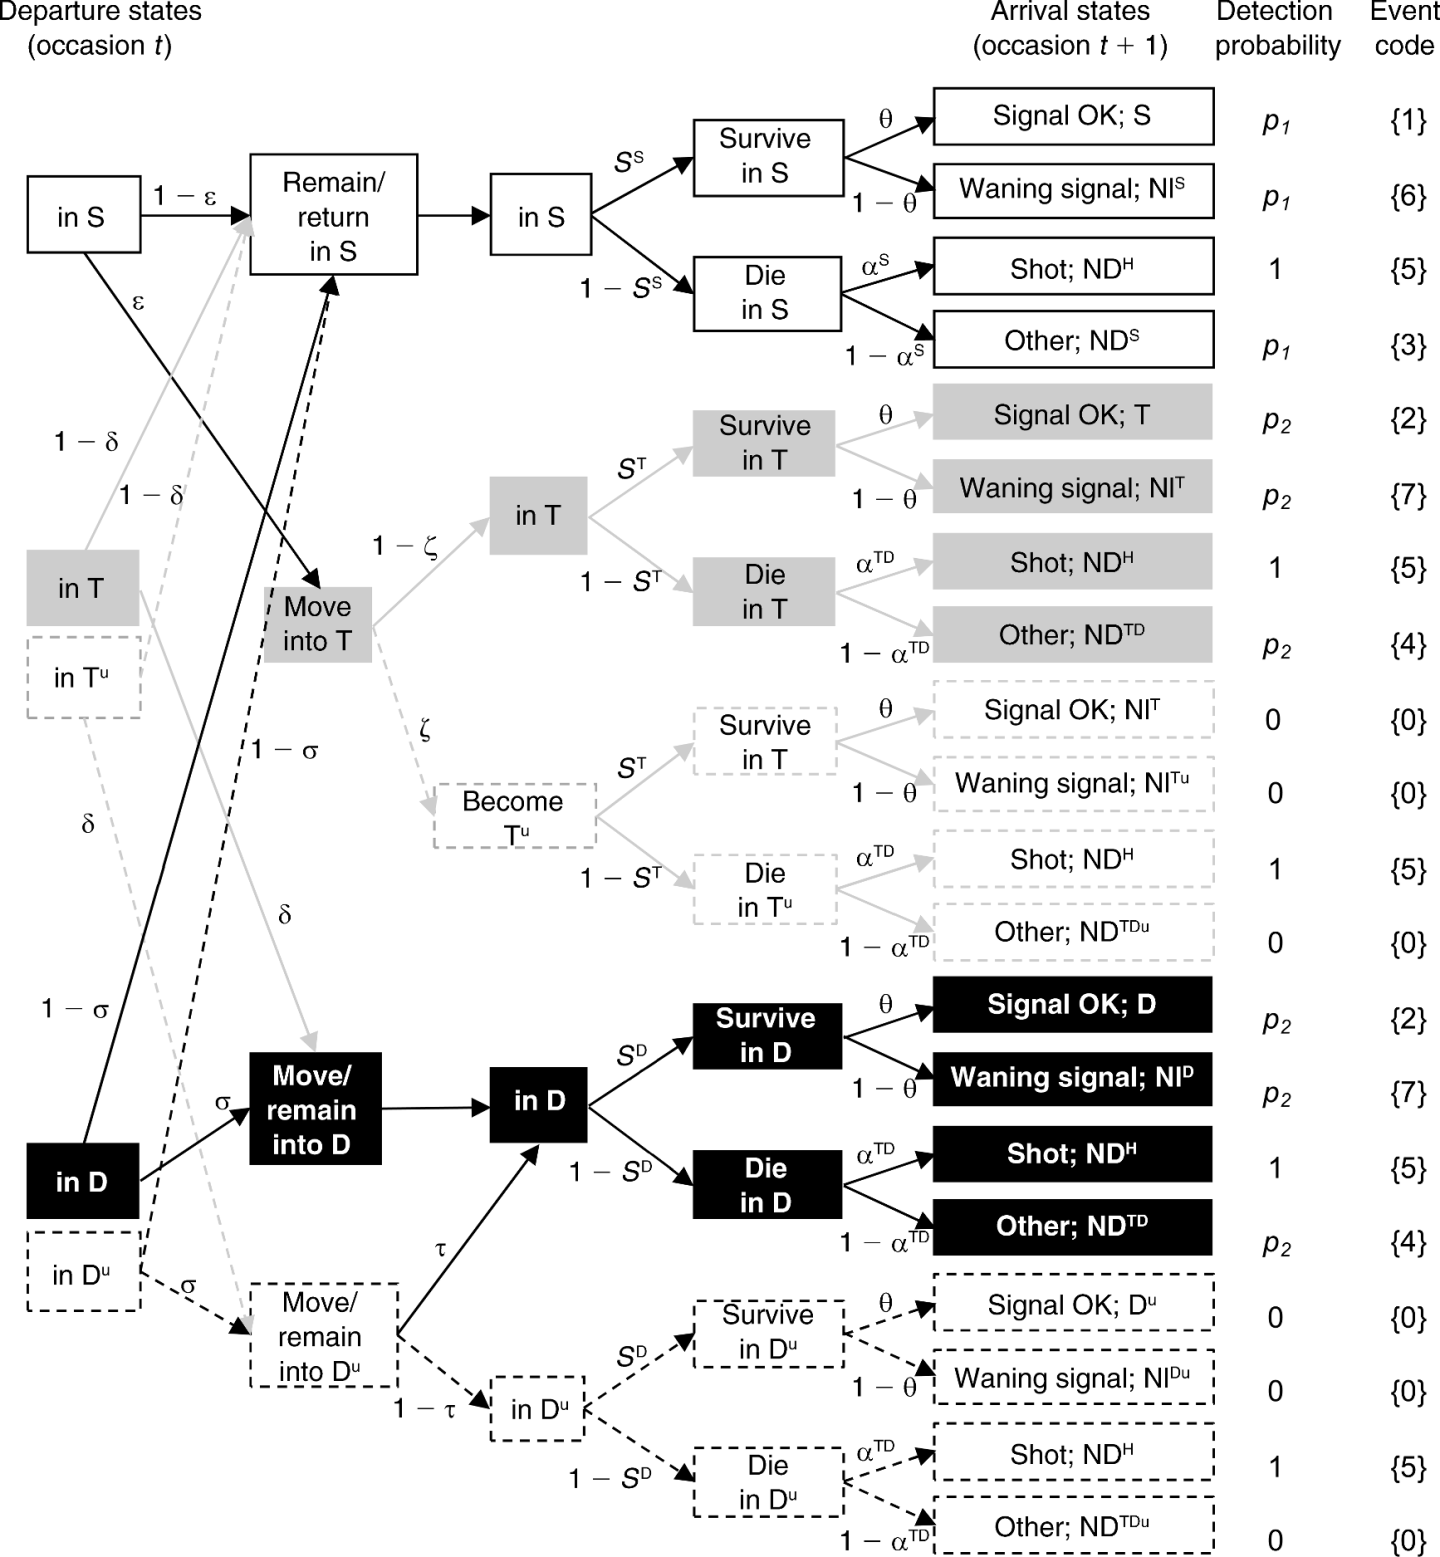 Departure states
(occasion t)
Arrival states
(occasion t + 1)
Detection
probability
Event
code
in S
1 − ε
ε
Remain/
return
in S
in S
Sˢ
1 − Sˢ
Survive
in S
θ
1 − θ
Signal OK; S
p₁
{1}
Waning signal; NIˢ
p₁
{6}
Die
in S
αˢ
1 − αˢ
Shot; NDᴴ
1
{5}
Other; NDˢ
p₁
{3}
1 − δ
1 − δ
in T
in Tᵘ
δ
δ
Move
into T
1 − ζ
ζ
in T
Sᵀ
1 − Sᵀ
Survive
in T
θ
1 − θ
Signal OK; T
p₂
{2}
Waning signal; NIᵀ
p₂
{7}
Die
in T
αᵀᴰ
1 − αᵀᴰ
Shot; NDᴴ
1
{5}
Other; NDᵀᴰ
p₂
{4}
Become
Tᵘ
Sᵀ
1 − Sᵀ
Survive
in T
θ
1 − θ
Signal OK; NIᵀ
0
{0}
Waning signal; NIᵀᵘ
0
{0}
Die
in Tᵘ
αᵀᴰ
1 − αᵀᴰ
Shot; NDᴴ
1
{5}
Other; NDᵀᴰᵘ
0
{0}
1 − σ
1 − σ
in D
σ
Move/
remain
into D
in D
Sᴰ
1 − Sᴰ
Survive
in D
θ
1 − θ
Signal OK; D
p₂
{2}
Waning signal; NIᴰ
p₂
{7}
Die
in D
αᵀᴰ
1 − αᵀᴰ
Shot; NDᴴ
1
{5}
Other; NDᵀᴰ
p₂
{4}
in Dᵘ
σ
Move/
remain
into Dᵘ
τ
1 − τ
in Dᵘ
Sᴰ
1 − Sᴰ
Survive
in Dᵘ
θ
1 − θ
Signal OK; Dᵘ
0
{0}
Waning signal; NIᴰᵘ
0
{0}
Die
in Dᵘ
αᵀᴰ
1 − αᵀᴰ
Shot; NDᴴ
1
{5}
Other; NDᵀᴰᵘ
0
{0}